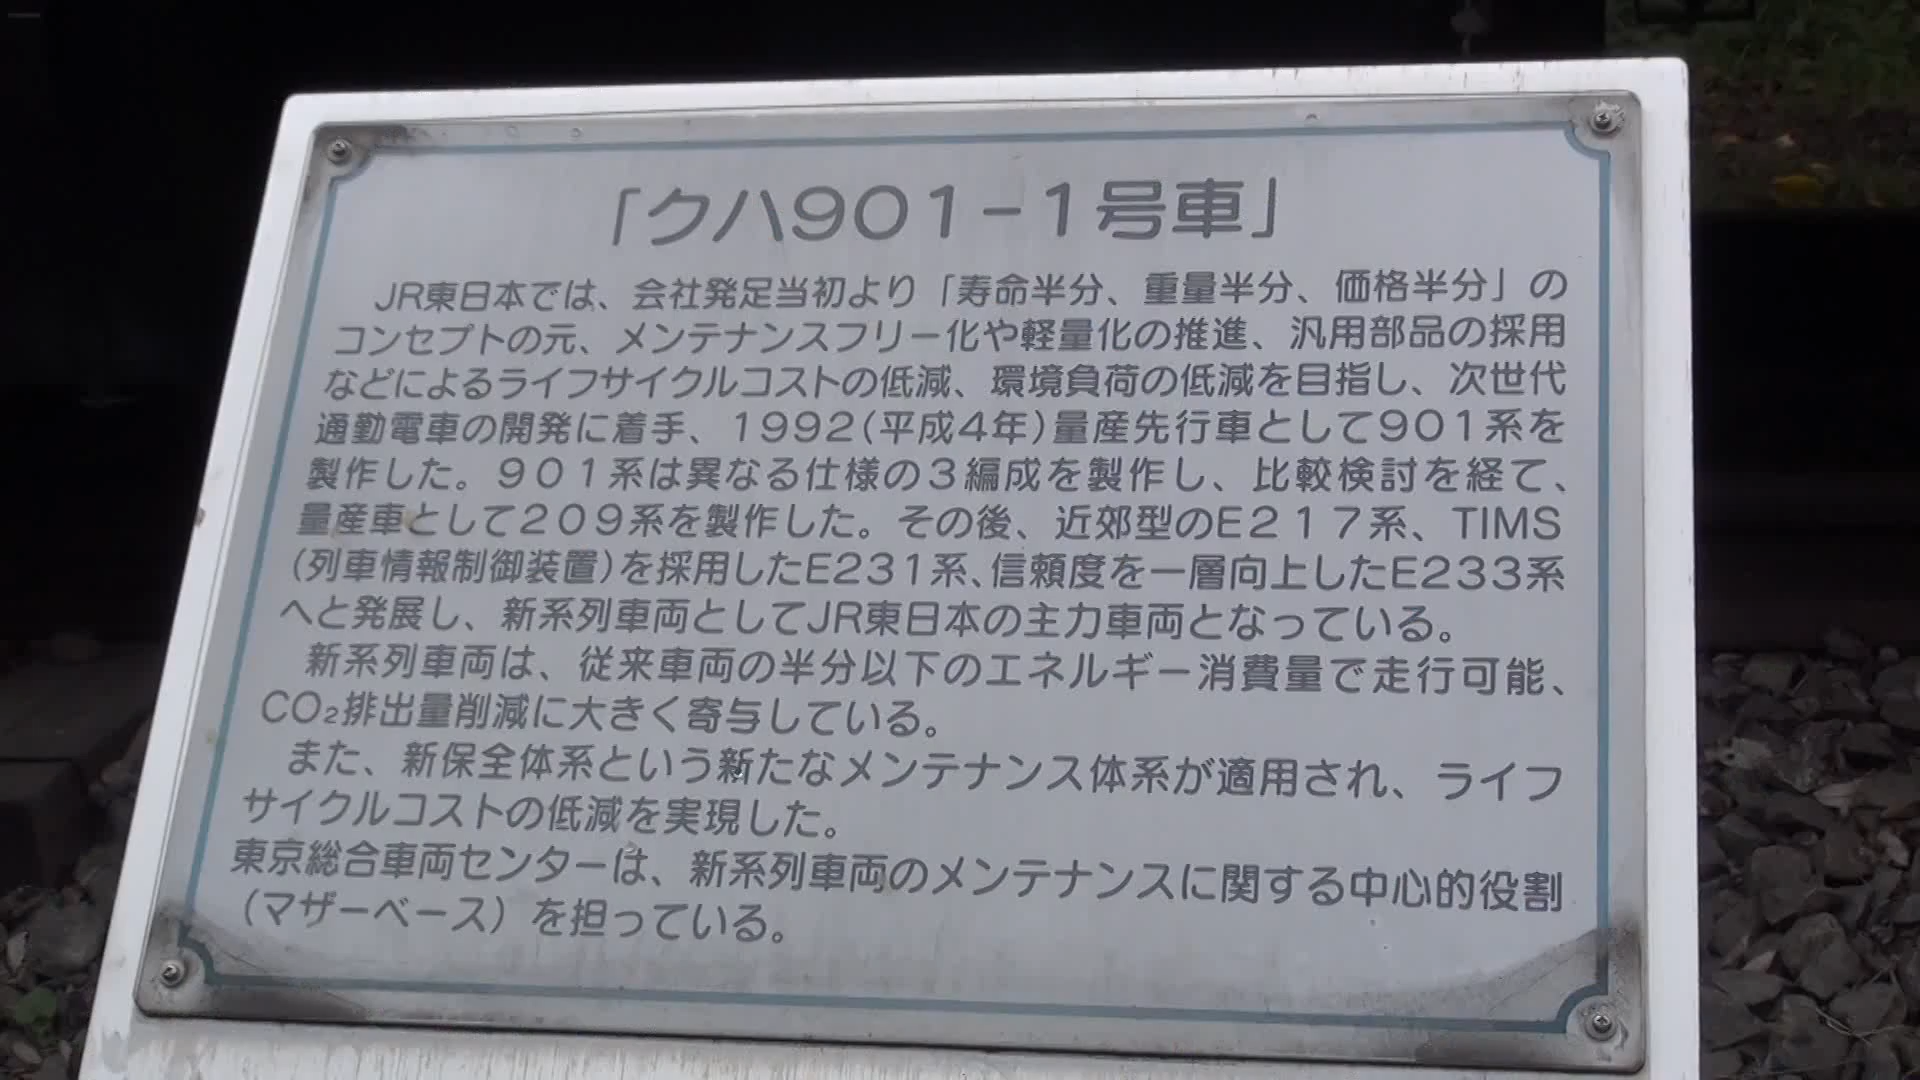 「クハ901-1号車」
JR東日本では、会社発足当初より「寿命半分、重量半分、価格半分」の
コンセプトの元、メンテナンスフリー化や軽量化の推進、汎用部品の採用
などによるライフサイクルコストの低減、環境負荷の低減を目指し、次世代
通勤電車の開発に着手、1992(平成4年)量産先行車として901系を
製作した。901系は異なる仕様の3編成を製作し、比較検討を経て、
量産車として209系を製作した。その後、近郊型のE217系、TIMS
(列車情報制御装置)を採用したE231系、信頼度を一層向上したE233系
へと発展し、新系列車両としてJR東日本の主力車両となっている。
新系列車両は、従来車両の半分以下のエネルギー消費量で走行可能、
CO₂排出量削減に大きく寄与している。
また、新保全体系という新たなメンテナンス体系が適用され、ライフ
サイクルコストの低減を実現した。
東京総合車両センターは、新系列車両のメンテナンスに関する中心的役割
(マザーベース)を担っている。